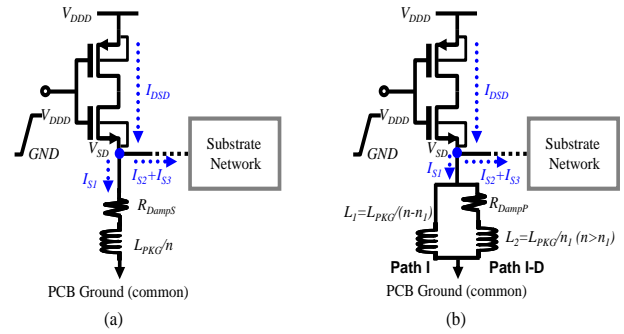 V_DDD
I_DSD
V_DDD
GND
V_SD
I_S1
I_S2+I_S3
Substrate
Network
R_DampS
L_PKG/n
PCB Ground (common)
(a)
V_DDD
I_DSD
V_DDD
GND
V_SD
I_S1
I_S2+I_S3
Substrate
Network
L_1=L_PKG/(n-n_1)
R_DampP
L_2=L_PKG/n_1 (n>n_1)
Path I
Path I-D
PCB Ground (common)
(b)